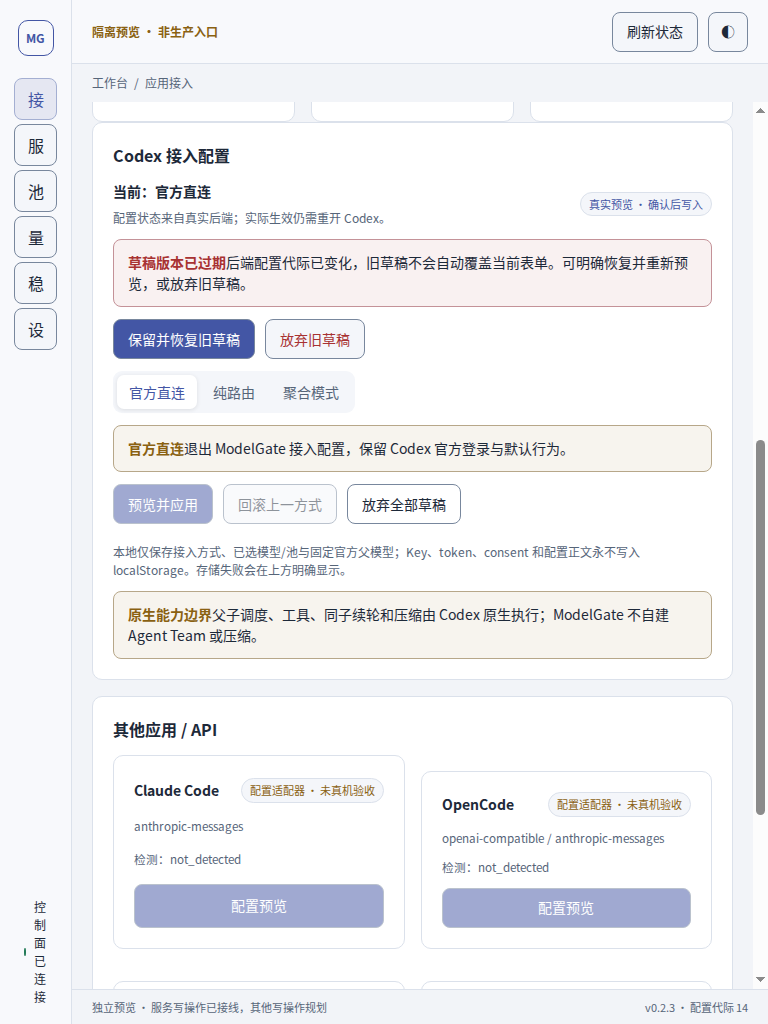 MG
接
服
池
量
稳
设
控
制
面
已
连
接
隔离预览 · 非生产入口
刷新状态
工作台 / 应用接入
Codex 接入配置
当前：官方直连
配置状态来自真实后端；实际生效仍需重开 Codex。
真实预览 · 确认后写入
草稿版本已过期后端配置代际已变化，旧草稿不会自动覆盖当前表单。可明确恢复并重新预
览，或放弃旧草稿。
保留并恢复旧草稿
放弃旧草稿
官方直连
纯路由
聚合模式
官方直连退出 ModelGate 接入配置，保留 Codex 官方登录与默认行为。
预览并应用
回滚上一方式
放弃全部草稿
本地仅保存接入方式、已选模型/池与固定官方父模型；Key、token、consent 和配置正文永不写入
localStorage。存储失败会在上方明确显示。
原生能力边界父子调度、工具、同子续轮和压缩由 Codex 原生执行；ModelGate 不自建
Agent Team 或压缩。
其他应用 / API
Claude Code
配置适配器 · 未真机验收
anthropic-messages
检测：not_detected
配置预览
OpenCode
配置适配器 · 未真机验收
openai-compatible / anthropic-messages
检测：not_detected
配置预览
独立预览 · 服务写操作已接线，其他写操作规划
v0.2.3 · 配置代际 14